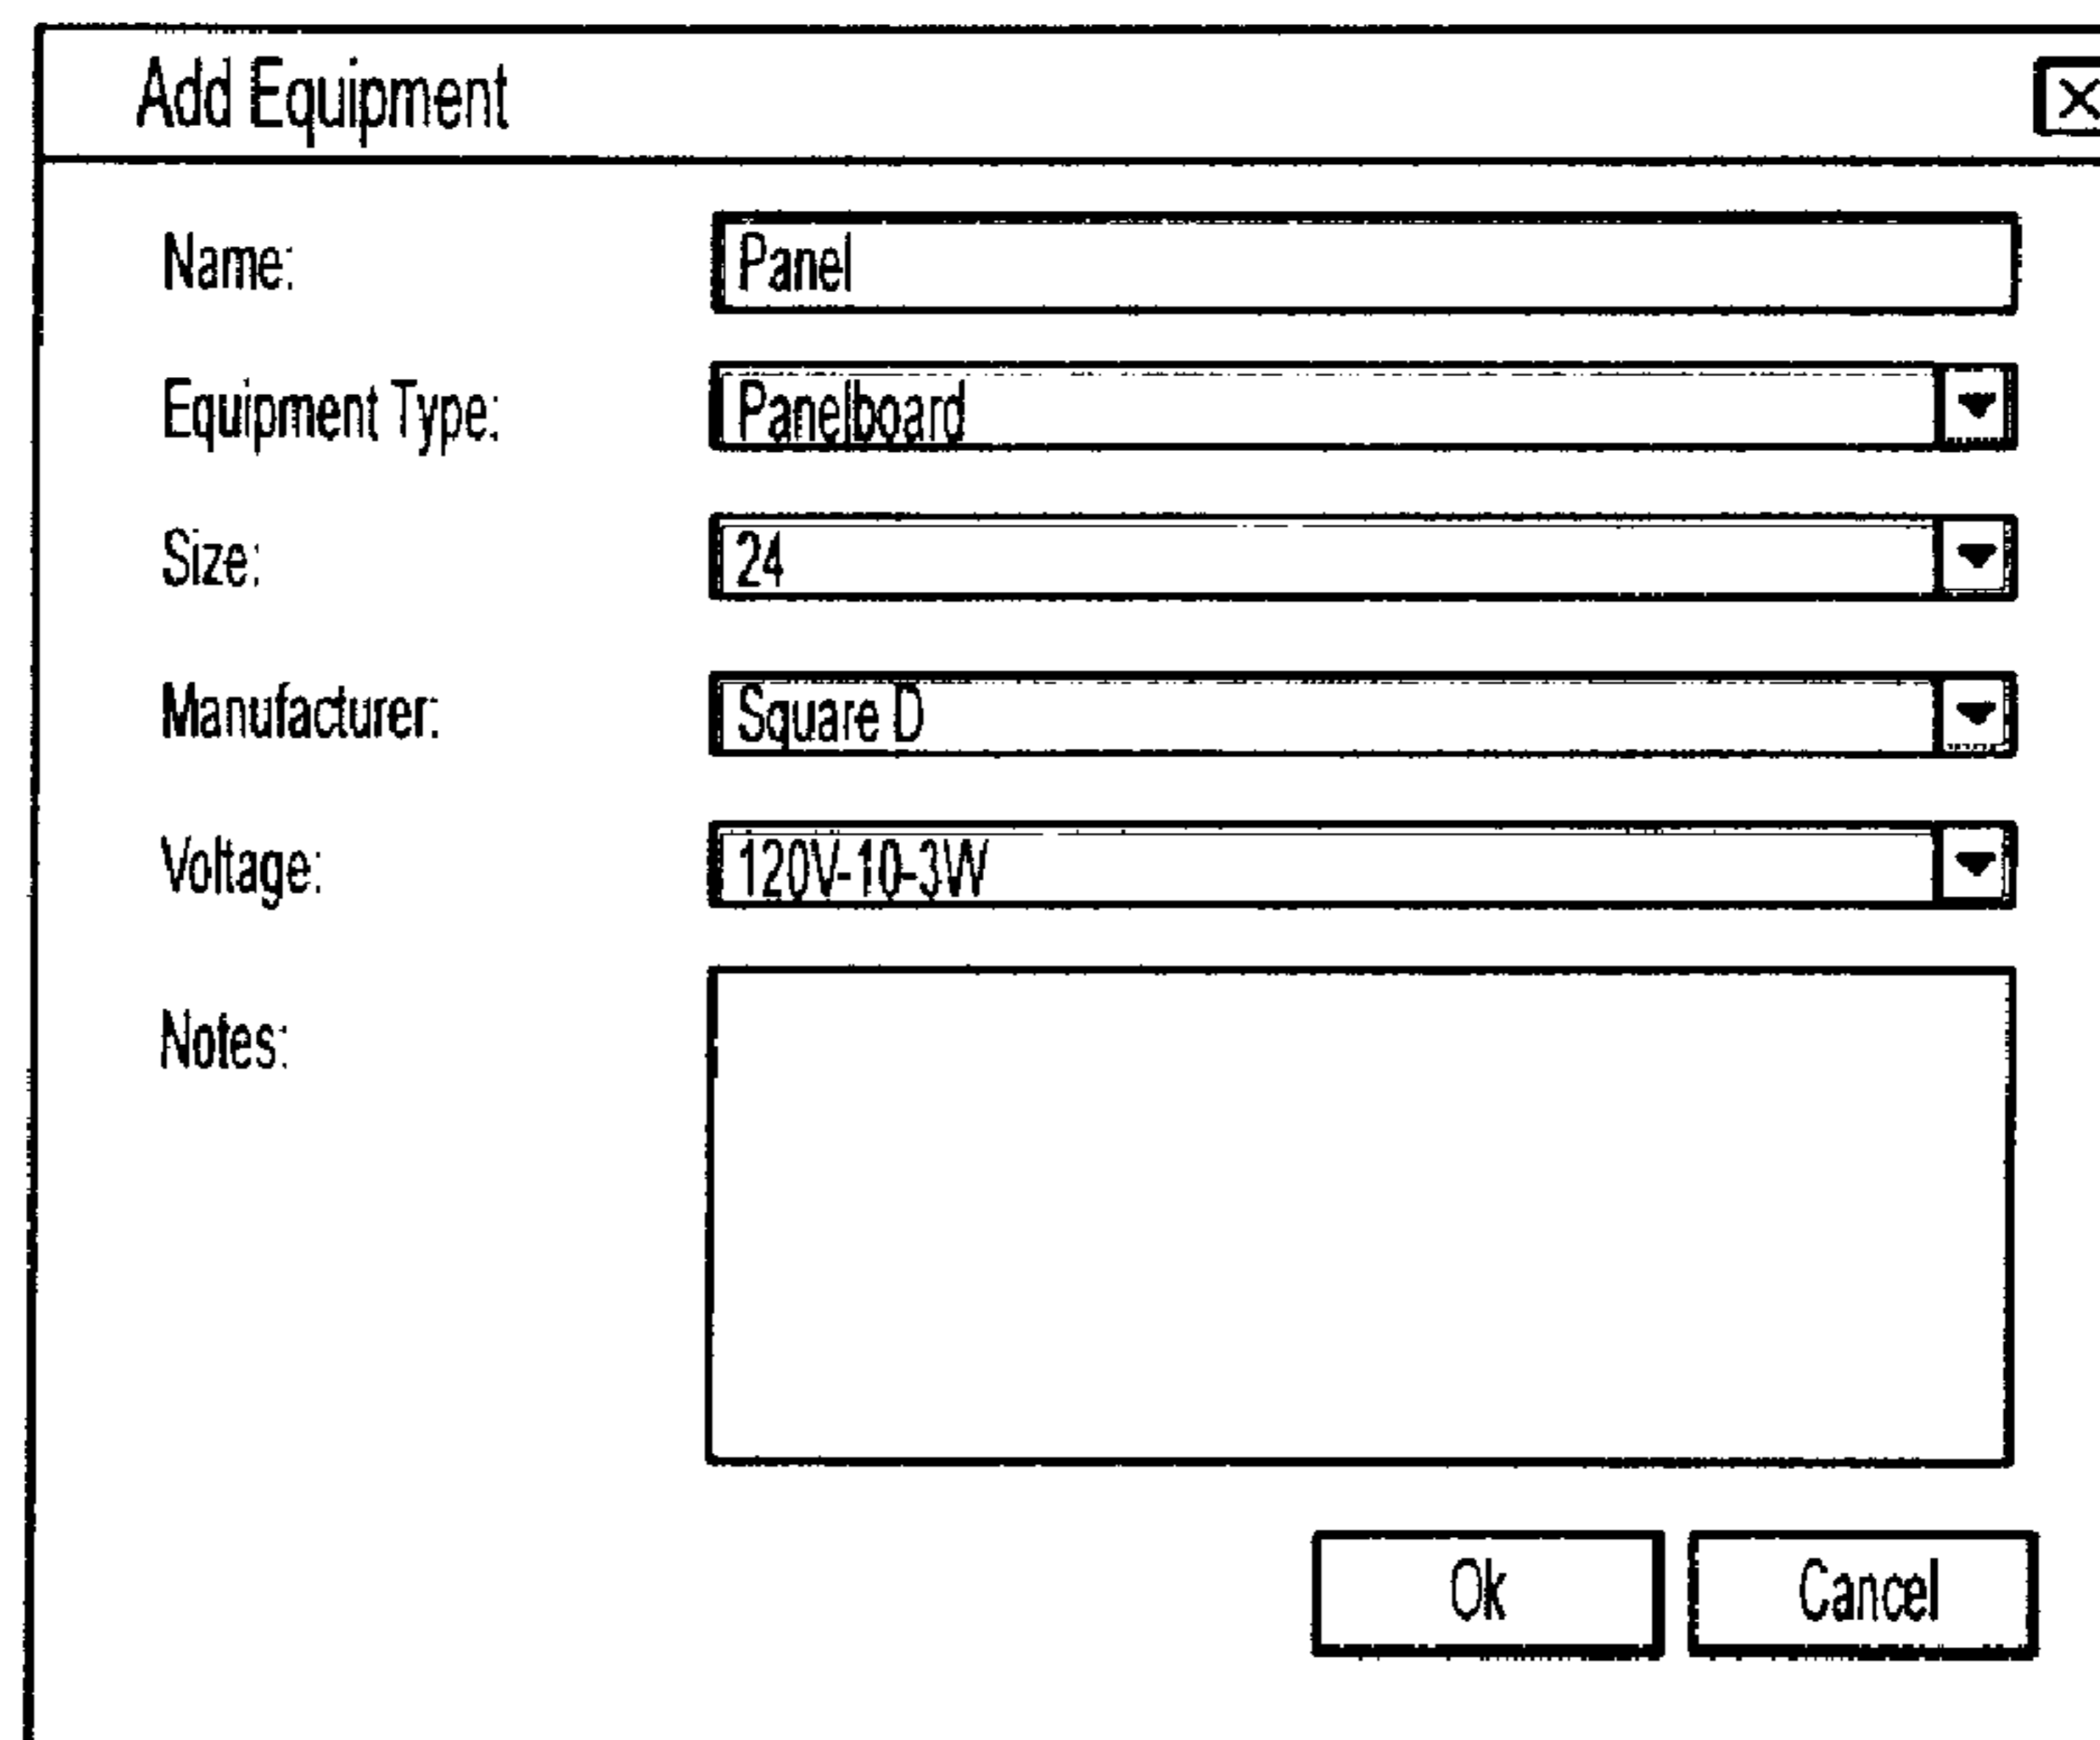 Add Equipment
Name: Panel
Equipment Type: Panelboard
Size: 24
Manufacturer: Square D
Voltage: 120V-10-3W
Notes:
Ok Cancel